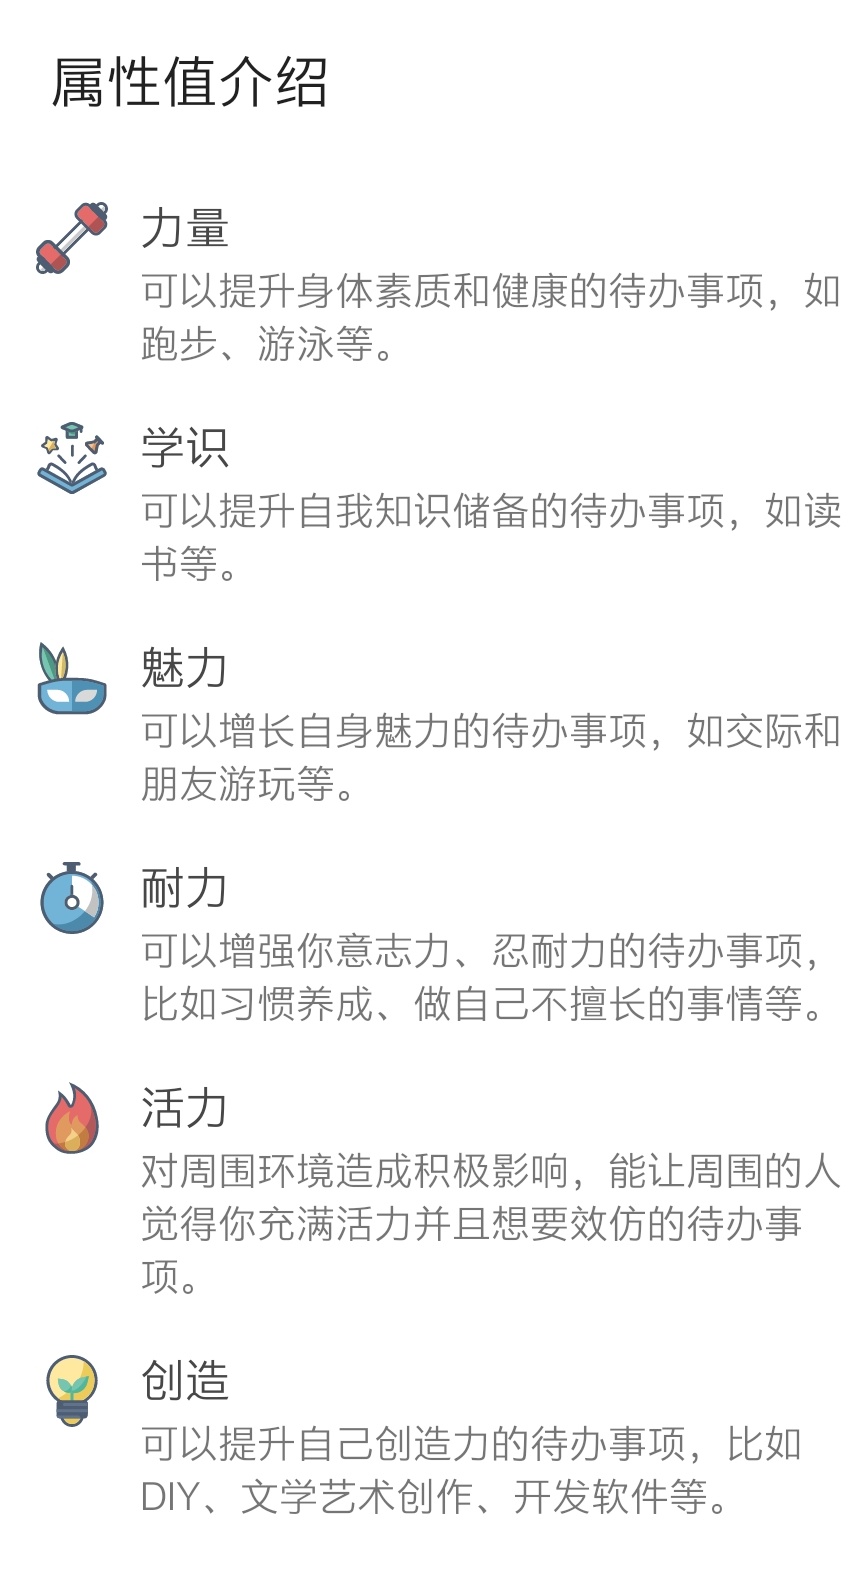 属性值介绍
力量
可以提升身体素质和健康的待办事项，如
跑步、游泳等。
学识
可以提升自我知识储备的待办事项，如读
书等。
魅力
可以增长自身魅力的待办事项，如交际和
朋友游玩等。
耐力
可以增强你意志力、忍耐力的待办事项，
比如习惯养成、做自己不擅长的事情等。
活力
对周围环境造成积极影响，能让周围的人
觉得你充满活力并且想要效仿的待办事
项。
创造
可以提升自己创造力的待办事项，比如
DIY、文学艺术创作、开发软件等。